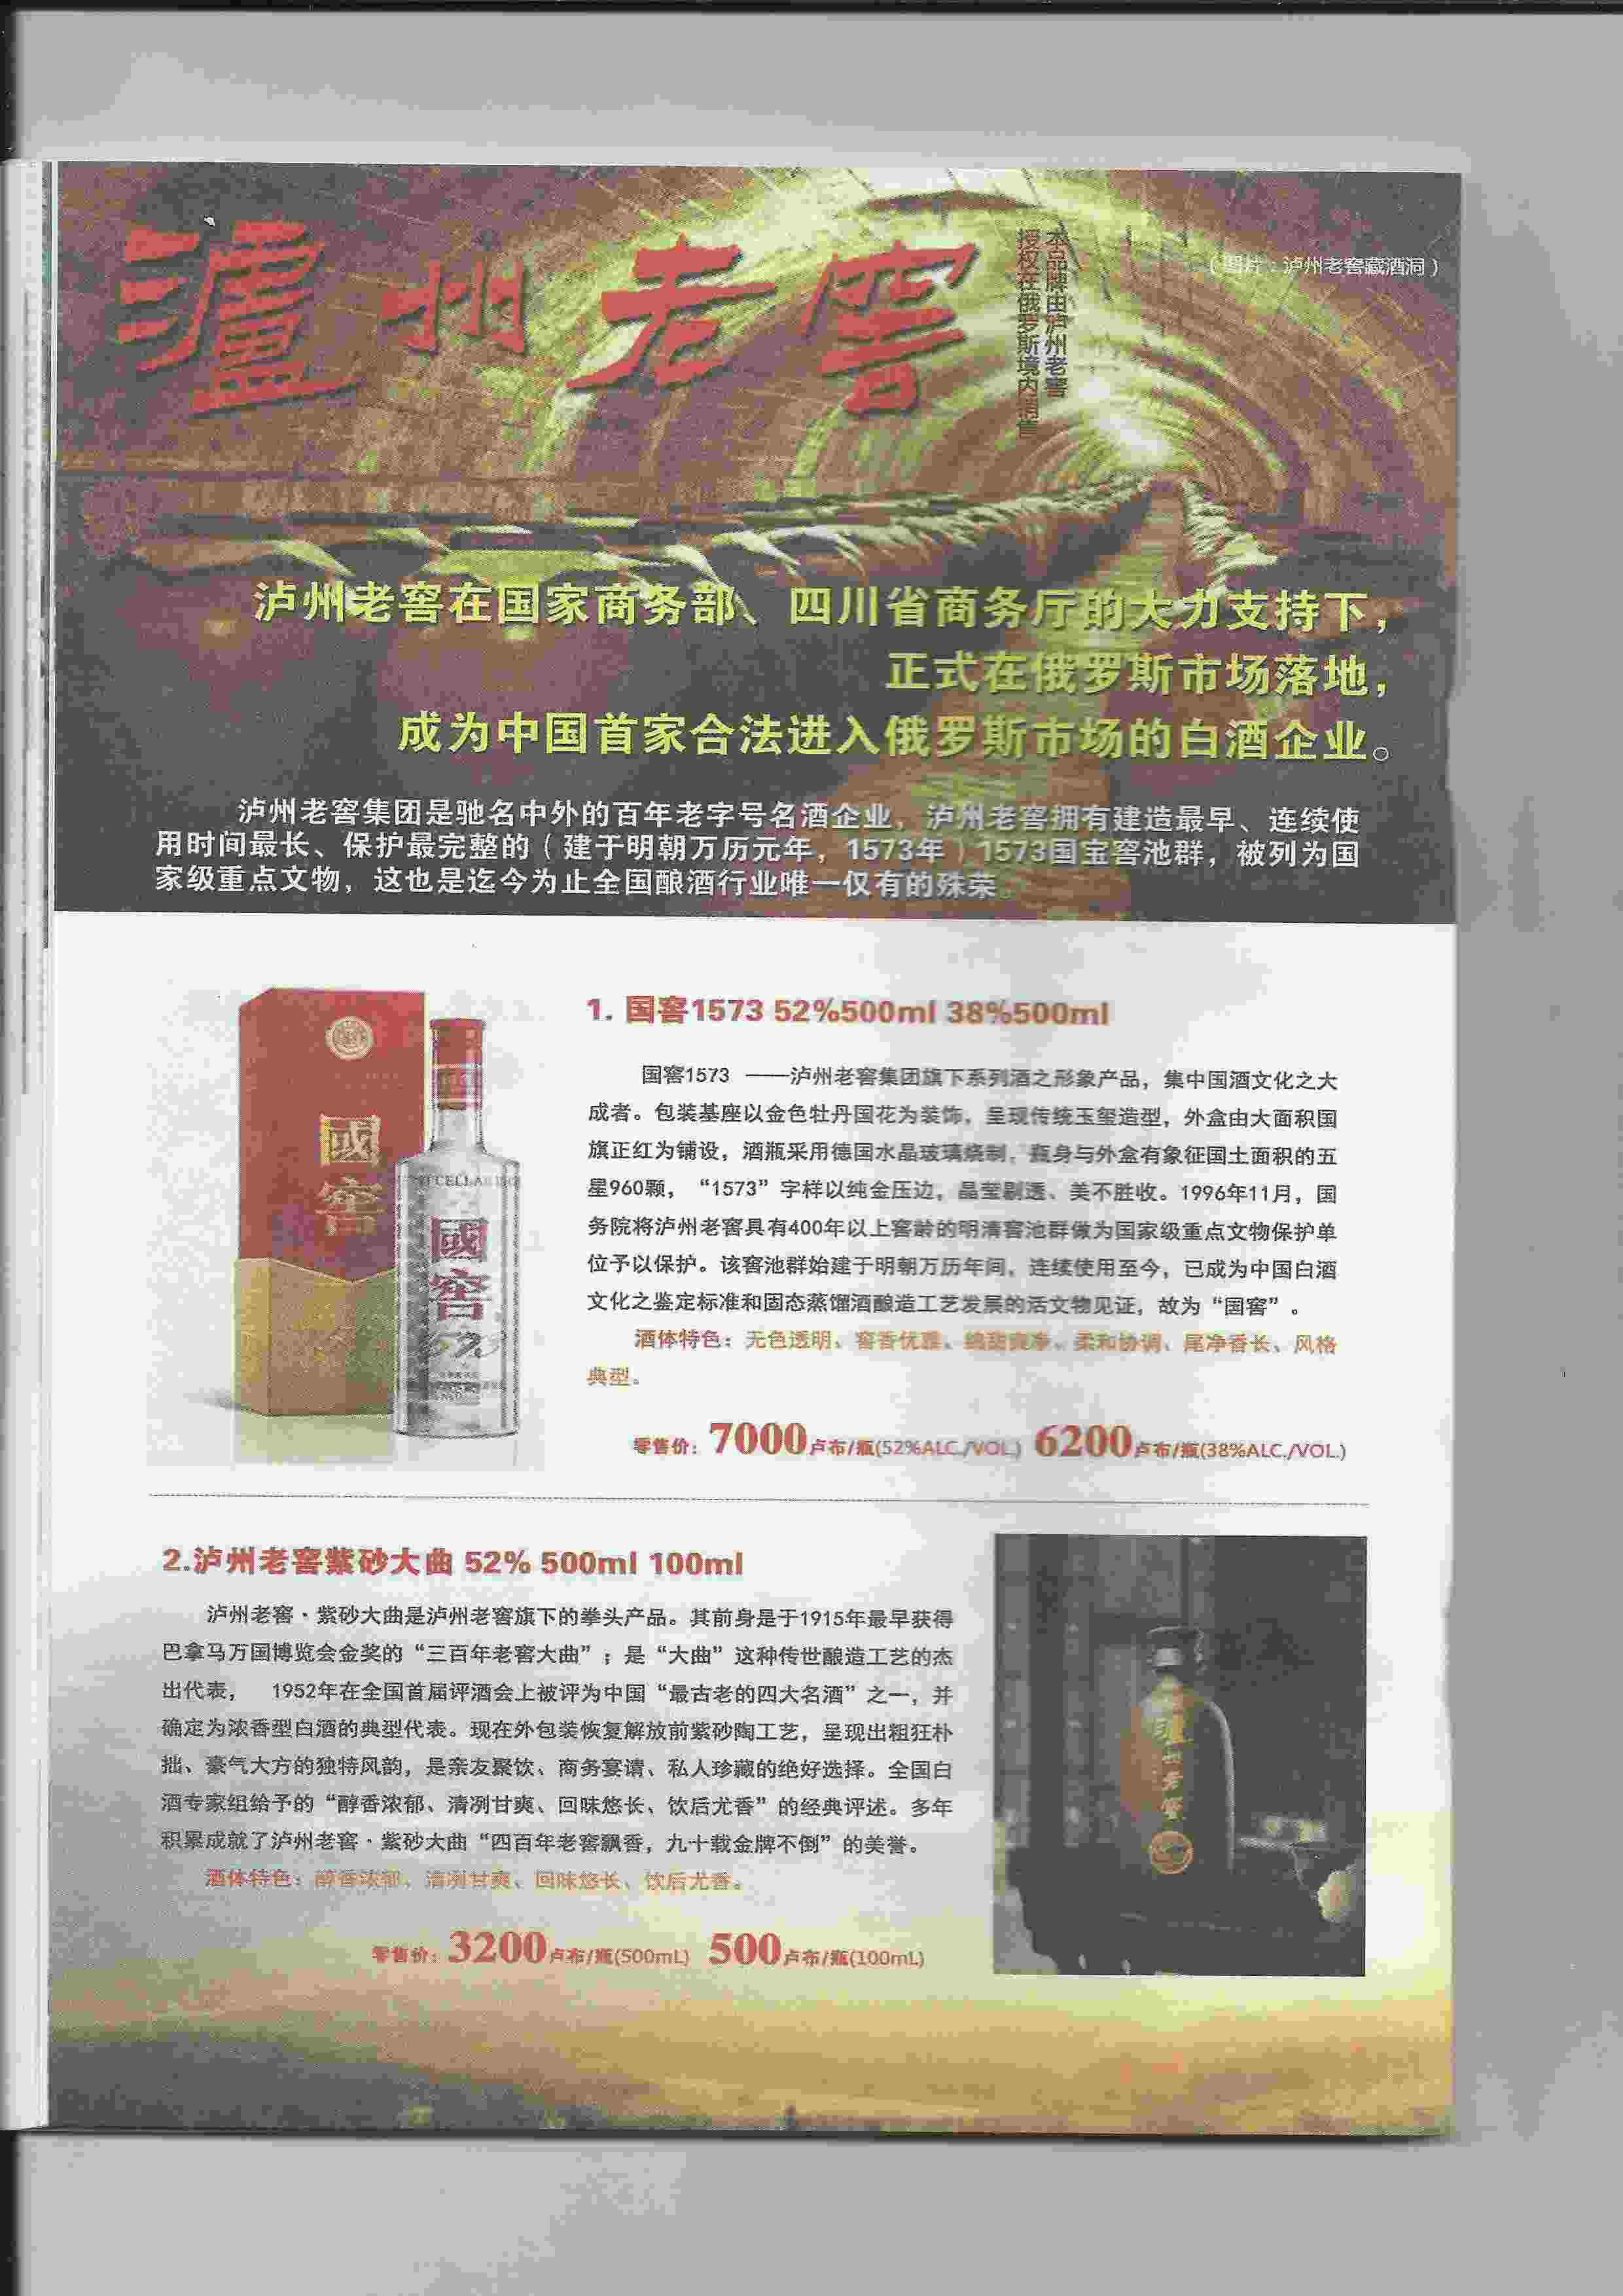 瀘州老窖
本品牌由泸州老窖
授权在俄罗斯境内销售
（图片：泸州老窖藏酒洞）
泸州老窖在国家商务部、四川省商务厅的大力支持下，
正式在俄罗斯市场落地，
成为中国首家合法进入俄罗斯市场的白酒企业。
泸州老窖集团是驰名中外的百年老字号名酒企业，泸州老窖拥有建造最早、连续使
用时间最长、保护最完整的（建于明朝万历元年，1573年）1573国宝窖池群，被列为国
家级重点文物，这也是迄今为止全国酿酒行业唯一仅有的殊荣。
國窖
國窖
1. 国窖1573 52%500ml 38%500ml
国窖1573 ——泸州老窖集团旗下系列酒之形象产品，集中国酒文化之大
成者。包装基座以金色牡丹国花为装饰，呈现传统玉玺造型，外盒由大面积国
旗正红为铺设，酒瓶采用德国水晶玻璃烧制，瓶身与外盒有象征国土面积的五
星960颗，“1573”字样以纯金压边，晶莹剔透、美不胜收。1996年11月，国
务院将泸州老窖具有400年以上窖龄的明清窖池群做为国家级重点文物保护单
位予以保护。该窖池群始建于明朝万历年间，连续使用至今，已成为中国白酒
文化之鉴定标准和固态蒸馏酒酿造工艺发展的活文物见证，故为“国窖”。
酒体特色：无色透明、窖香优雅、绵甜爽净、柔和协调、尾净香长、风格
典型。
零售价：7000卢布/瓶(52%ALC./VOL.) 6200卢布/瓶(38%ALC./VOL.)
2.泸州老窖紫砂大曲 52% 500ml 100ml
泸州老窖·紫砂大曲是泸州老窖旗下的拳头产品。其前身是于1915年最早获得
巴拿马万国博览会金奖的“三百年老窖大曲”；是“大曲”这种传世酿造工艺的杰
出代表， 1952年在全国首届评酒会上被评为中国“最古老的四大名酒”之一，并
确定为浓香型白酒的典型代表。现在外包装恢复解放前紫砂陶工艺，呈现出粗狂朴
拙、豪气大方的独特风韵，是亲友聚饮、商务宴请、私人珍藏的绝好选择。全国白
酒专家组给予的“醇香浓郁、清冽甘爽、回味悠长、饮后尤香”的经典评述。多年
积累成就了泸州老窖·紫砂大曲“四百年老窖飘香，九十载金牌不倒”的美誉。
酒体特色：醇香浓郁、清冽甘爽、回味悠长、饮后尤香。
零售价：3200卢布/瓶(500mL) 500卢布/瓶(100mL)